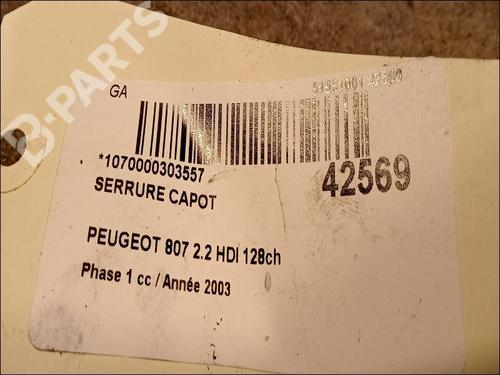 B-PARTS
GA
*1070000303557
42569
SERRURE CAPOT
PEUGEOT 807 2.2 HDI 128ch
Phase 1 cc / Année 2003